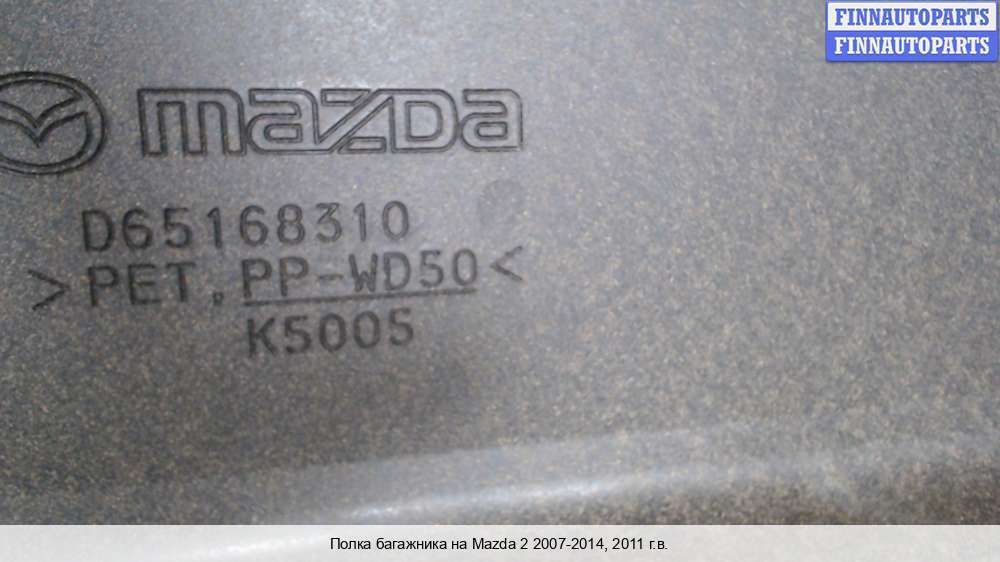 FINNAUTOPARTS
FINNAUTOPARTS
mazda
D65168310
>PET, PP-WD50<
K5005
Полка багажника на Mazda 2 2007-2014, 2011 г.в.